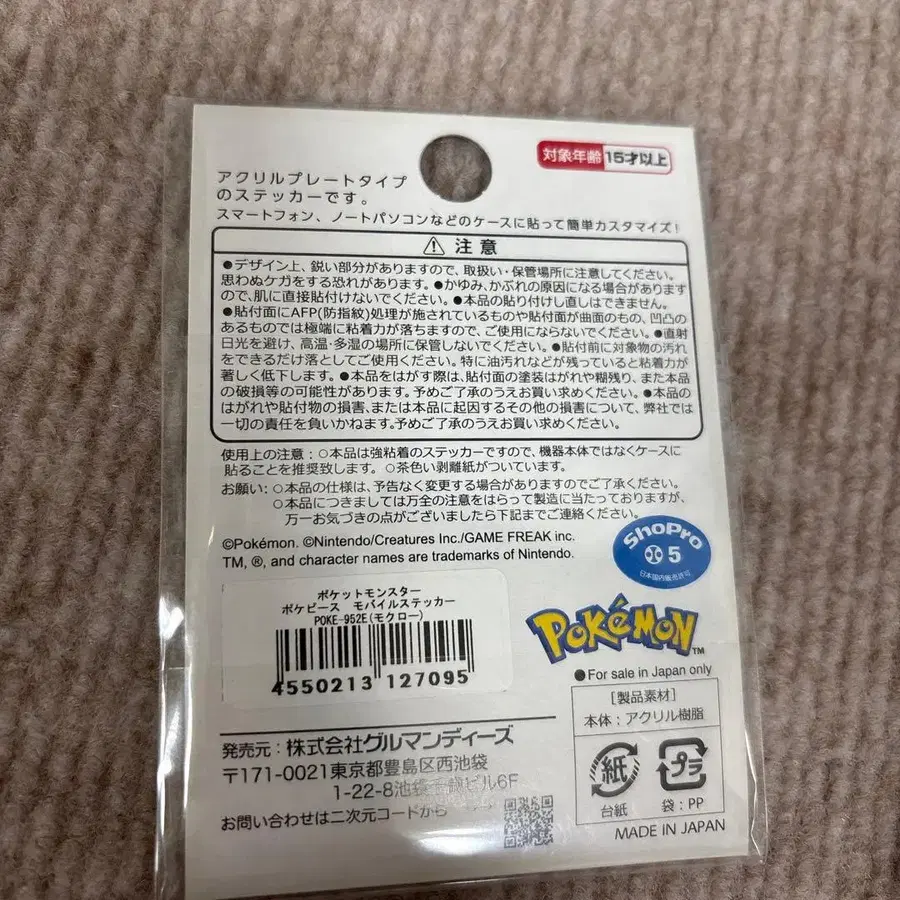 対象年齢 15才以上
アクリルプレートタイプ
のステッカーです。
スマートフォン、ノートパソコンなどのケースに貼って簡単カスタマイズ!
注意
●デザイン上、鋭い部分がありますので、取扱い・保管場所に注意してください。
思わぬケガをする恐れがあります。●かゆみ、かぶれの原因になる場合があります
ので、肌に直接貼付けないでください。●本品の貼り付けし直しはできません。
●貼付面にAFP(防指紋)処理が施されているものや貼付面が曲面のもの、凹凸の
あるものでは極端に粘着力が落ちますので、ご使用にならないでください。●直射
日光を避け、高温・多湿の場所に保管しないでください。●貼付前に対象物の汚れ
をできるだけ落としてご使用ください。特に油汚れなどが残っていると粘着力が
著しく低下します。●本品をはがす際は、貼付面の塗装はがれや糊残り、また本品
の破損等の可能性があります。予めご了承のうえお買い求めください。●本品の
はがれや貼付物の損害、または本品に起因するその他の損害について、弊社では
一切の責任を負いかねます。予めご了承のうえお買い求めください。
使用上の注意:○本品は強粘着のステッカーですので、機器本体ではなくケースに
貼ることを推奨致します。○茶色い剥離紙がついています。
お願い:○本品の仕様は、予告なく変更する場合がありますのでご了承ください。
○本品につきましては万全の注意をはらって製造に当たっておりますが、
万一お気づきの点がございましたら下記までご連絡ください。
©Pokémon. ©Nintendo/Creatures Inc./GAME FREAK inc.
TM, ®, and character names are trademarks of Nintendo.
ShoPro
5
日本国内販売許可
ポケットモンスター
ポケピース モバイルステッカー
POKE-952E(モクロー)
4550213 127095
POKÉMON™
●For sale in Japan only
[製品素材]
本体:アクリル樹脂
発売元:株式会社グルマンディーズ
〒171-0021東京都豊島区西池袋
1-22-8池袋千歳ビル6F
お問い合わせは二次元コードから
紙
プラ
台紙
袋:PP
MADE IN JAPAN